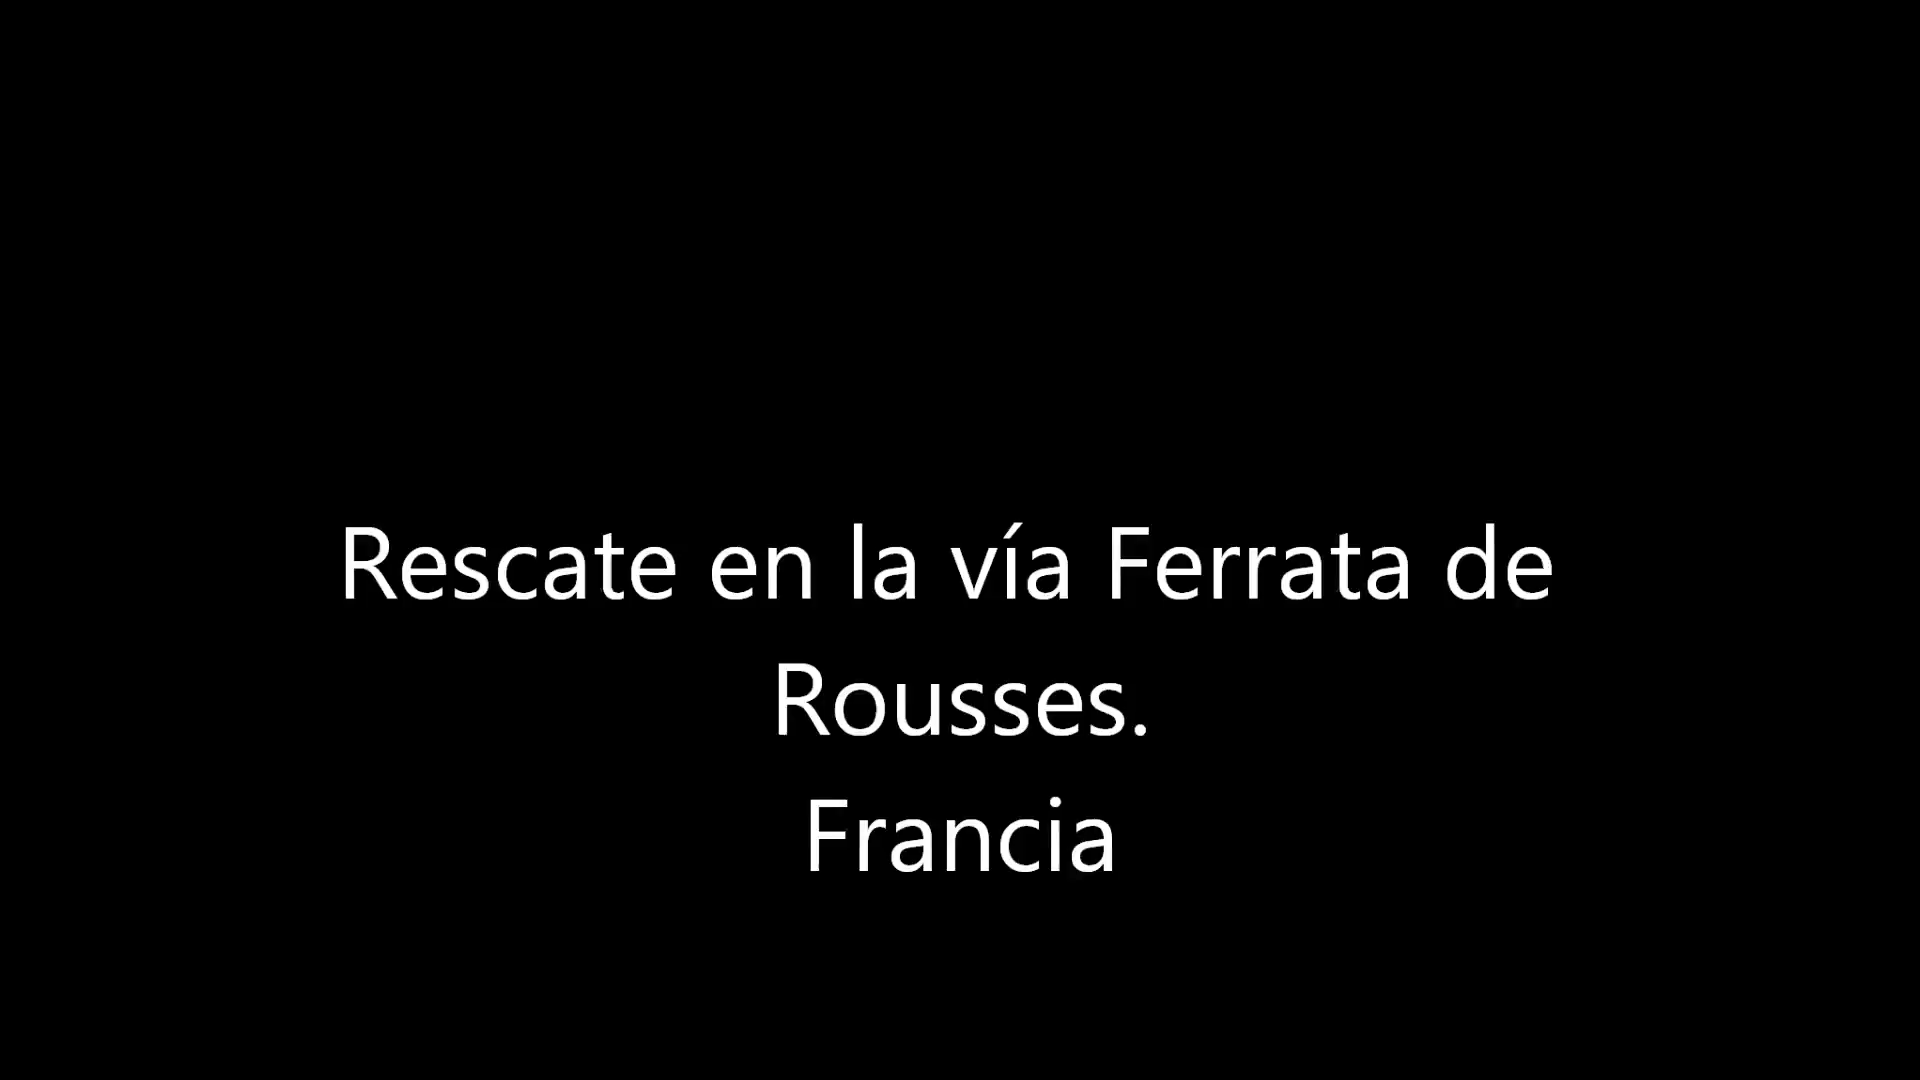 Rescate en la vía Ferrata de
Rousses.
Francia